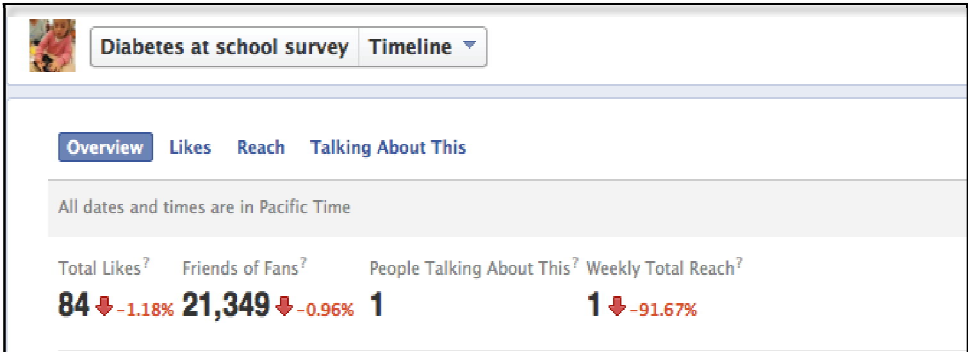 Diabetes at school survey Timeline
Overview Likes Reach Talking About This
All dates and times are in Pacific Time
Total Likes? Friends of Fans? People Talking About This? Weekly Total Reach?
84 -1.18% 21,349 -0.96% 1 1 -91.67%